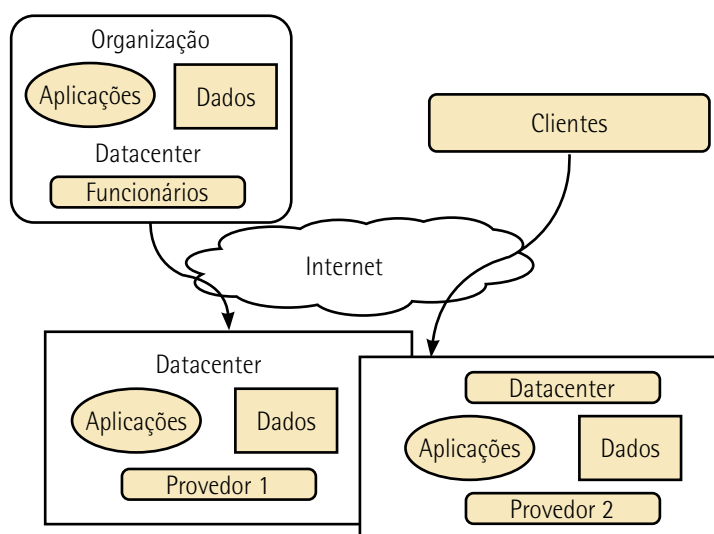 Organização
Aplicações
Dados
Datacenter
Funcionários
Clientes
Internet
Datacenter
Aplicações
Dados
Provedor 1
Datacenter
Aplicações
Dados
Provedor 2